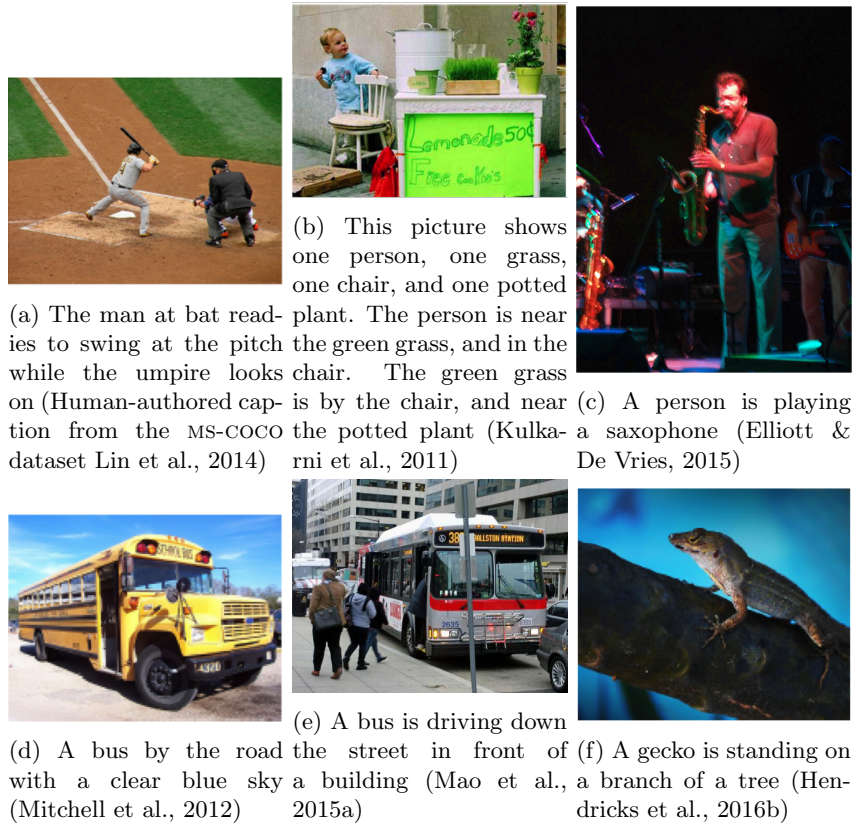 Lemonade 50¢
Free cookie's
(a) The man at bat read-
ies to swing at the pitch
while the umpire looks
on (Human-authored cap-
tion from the MS-COCO
dataset Lin et al., 2014)
(b) This picture shows
one person, one grass,
one chair, and one potted
plant. The person is near
the green grass, and in the
chair. The green grass
is by the chair, and near
the potted plant (Kulka-
rni et al., 2011)
(c) A person is playing
a saxophone (Elliott &
De Vries, 2015)
SCHOOL BUS
4320
(d) A bus by the road
with a clear blue sky
(Mitchell et al., 2012)
38
BALLSTON STATION
2635
(e) A bus is driving down
the street in front of
a building (Mao et al.,
2015a)
(f) A gecko is standing on
a branch of a tree (Hen-
dricks et al., 2016b)